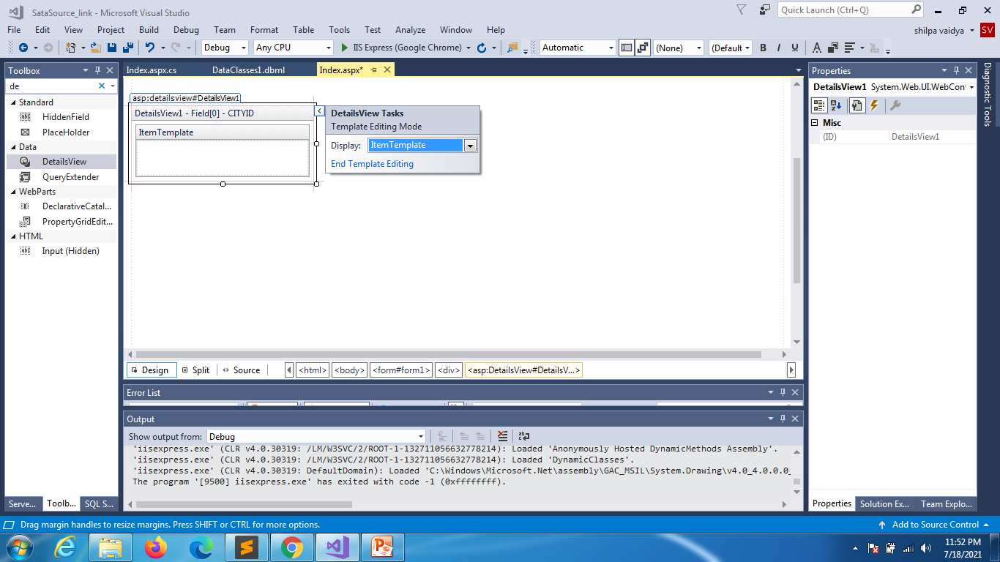 SataSource_link - Microsoft Visual Studio
Quick Launch (Ctrl+Q)
File Edit View Project Build Debug Team Format Table Tools Test Analyze Window Help
shilpa vaidya SV
Debug Any CPU IIS Express (Google Chrome) Automatic (None) (Default B I U A
Toolbox
de
Standard
HiddenField
PlaceHolder
Data
DetailsView
QueryExtender
WebParts
DeclarativeCatal...
PropertyGridEdit...
HTML
Input (Hidden)
Serve... Toolb... SQL S...
Index.aspx.cs DataClasses1.dbml Index.aspx*
asp:detailsview#DetailsView1
DetailsView1 - Field[0] - CITYID
ItemTemplate
DetailsView Tasks
Template Editing Mode
Display: ItemTemplate
End Template Editing
Design Split Source <html> <body> <form#form1> <div> <asp:DetailsView#DetailsV...>
Error List
Output
Show output from: Debug
'iisexpress.exe' (CLR v4.0.30319: /LM/W3SVC/2/ROOT-1-132711056632778214): Loaded 'Anonymously Hosted DynamicMethods Assembly'.
'iisexpress.exe' (CLR v4.0.30319: /LM/W3SVC/2/ROOT-1-132711056632778214): Loaded 'DynamicClasses'.
'iisexpress.exe' (CLR v4.0.30319: DefaultDomain): Loaded 'C:\Windows\Microsoft.Net\assembly\GAC_MSIL\System.Drawing\v4.0_4.0.0.0_
The program '[9500] iisexpress.exe' has exited with code -1 (0xffffffff).
Properties
DetailsView1 System.Web.UI.WebCont
Misc
(ID) DetailsView1
Properties Solution Ex... Team Explo...
Diagnostic Tools
Drag margin handles to resize margins. Press SHIFT or CTRL for more options.
Add to Source Control
11:52 PM
7/18/2021